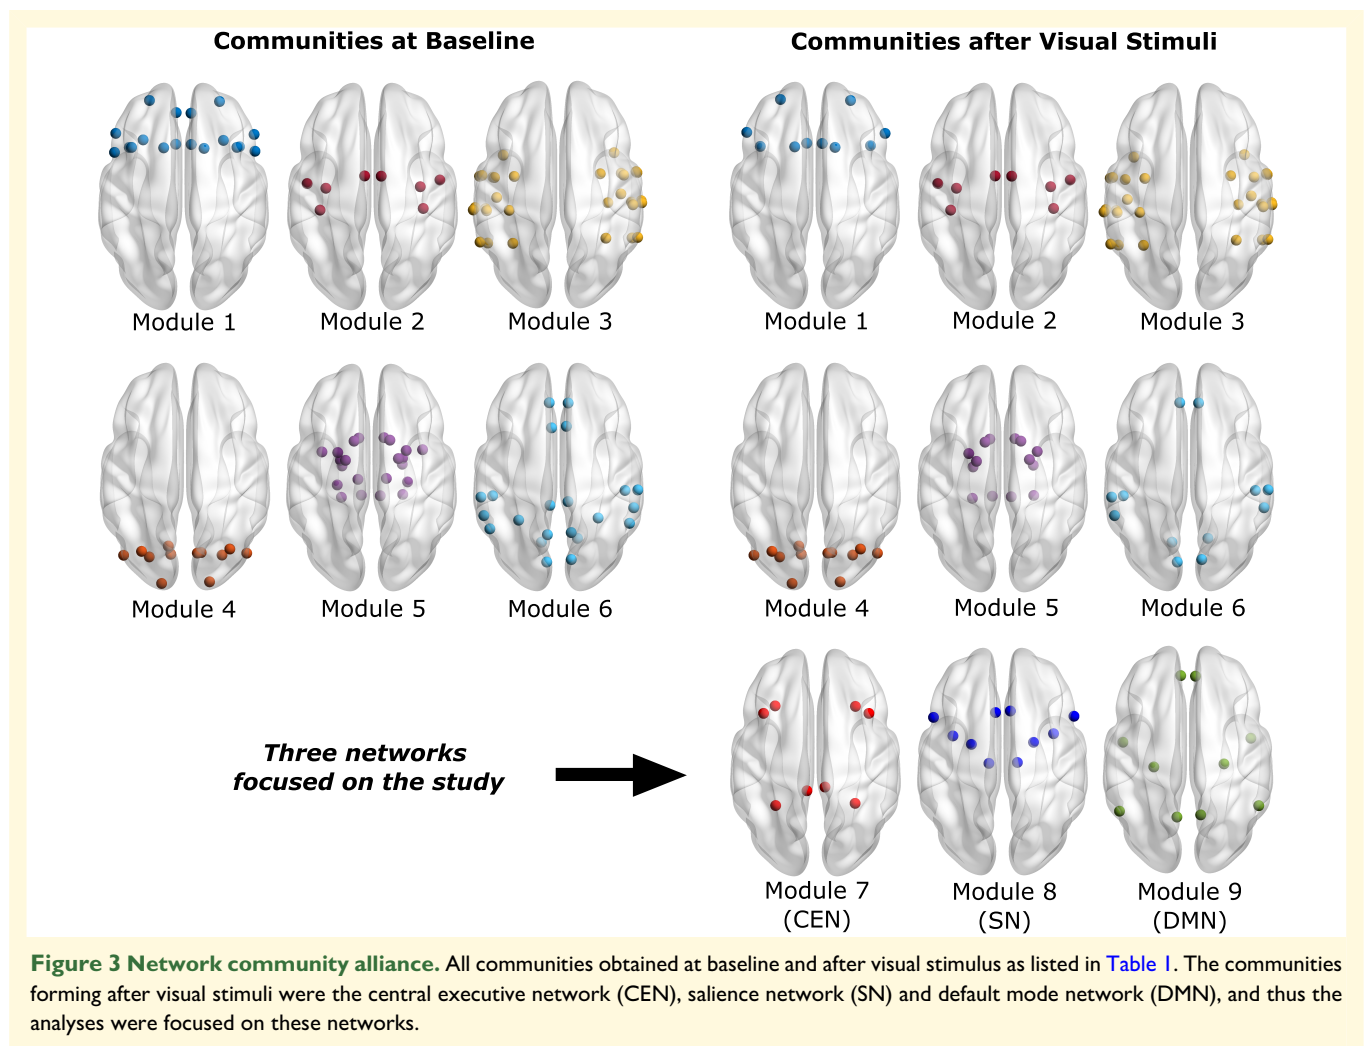 Communities at Baseline
Communities after Visual Stimuli
Module 1
Module 2
Module 3
Module 1
Module 2
Module 3
Module 4
Module 5
Module 6
Module 4
Module 5
Module 6
Three networks
focused on the study
Module 7
(CEN)
Module 8
(SN)
Module 9
(DMN)
Figure 3 Network community alliance. All communities obtained at baseline and after visual stimulus as listed in Table 1. The communities
forming after visual stimuli were the central executive network (CEN), salience network (SN) and default mode network (DMN), and thus the
analyses were focused on these networks.